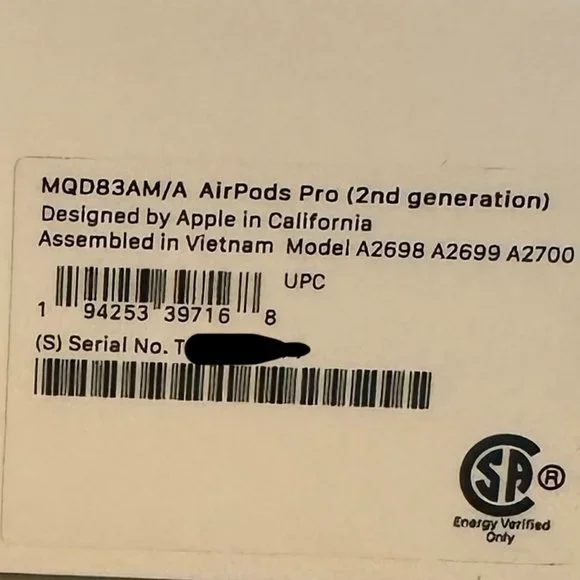 MQD83AM/A AirPods Pro (2nd generation)
Designed by Apple in California
Assembled in Vietnam Model A2698 A2699 A2700
UPC
1 94253 39716 8
(S) Serial No. T
SA ®
Energy Verified
Only